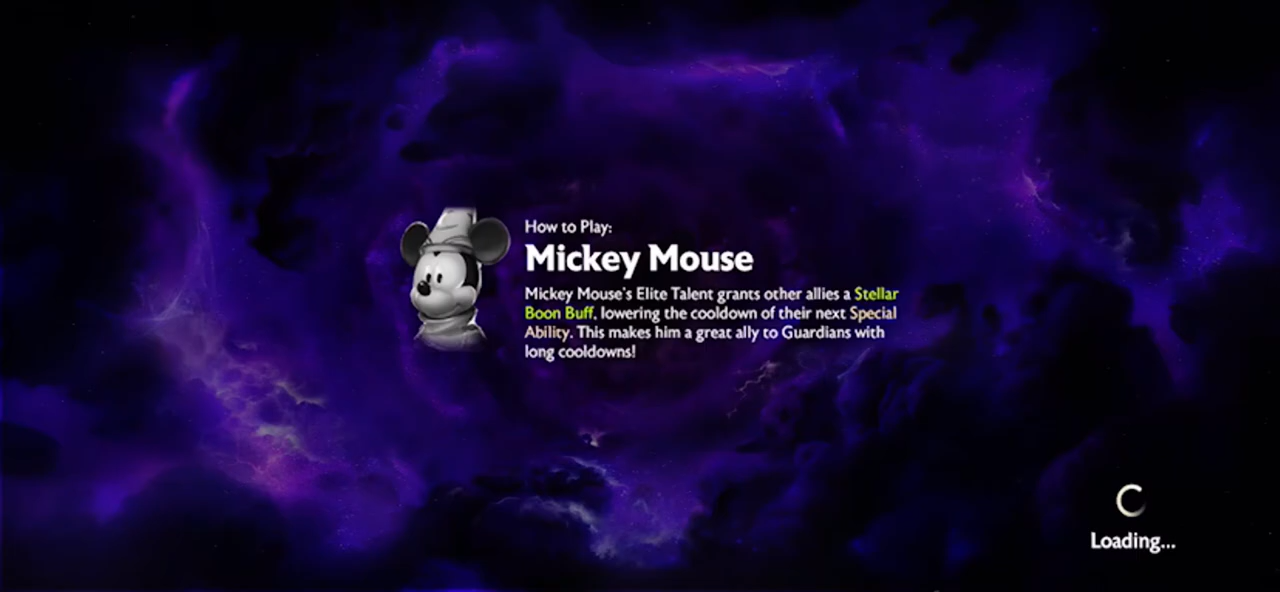 How to Play:
Mickey Mouse
Mickey Mouse's Elite Talent grants other allies a Stellar
Boon Buff, lowering the cooldown of their next Special
Ability. This makes him a great ally to Guardians with
long cooldowns!
Loading...